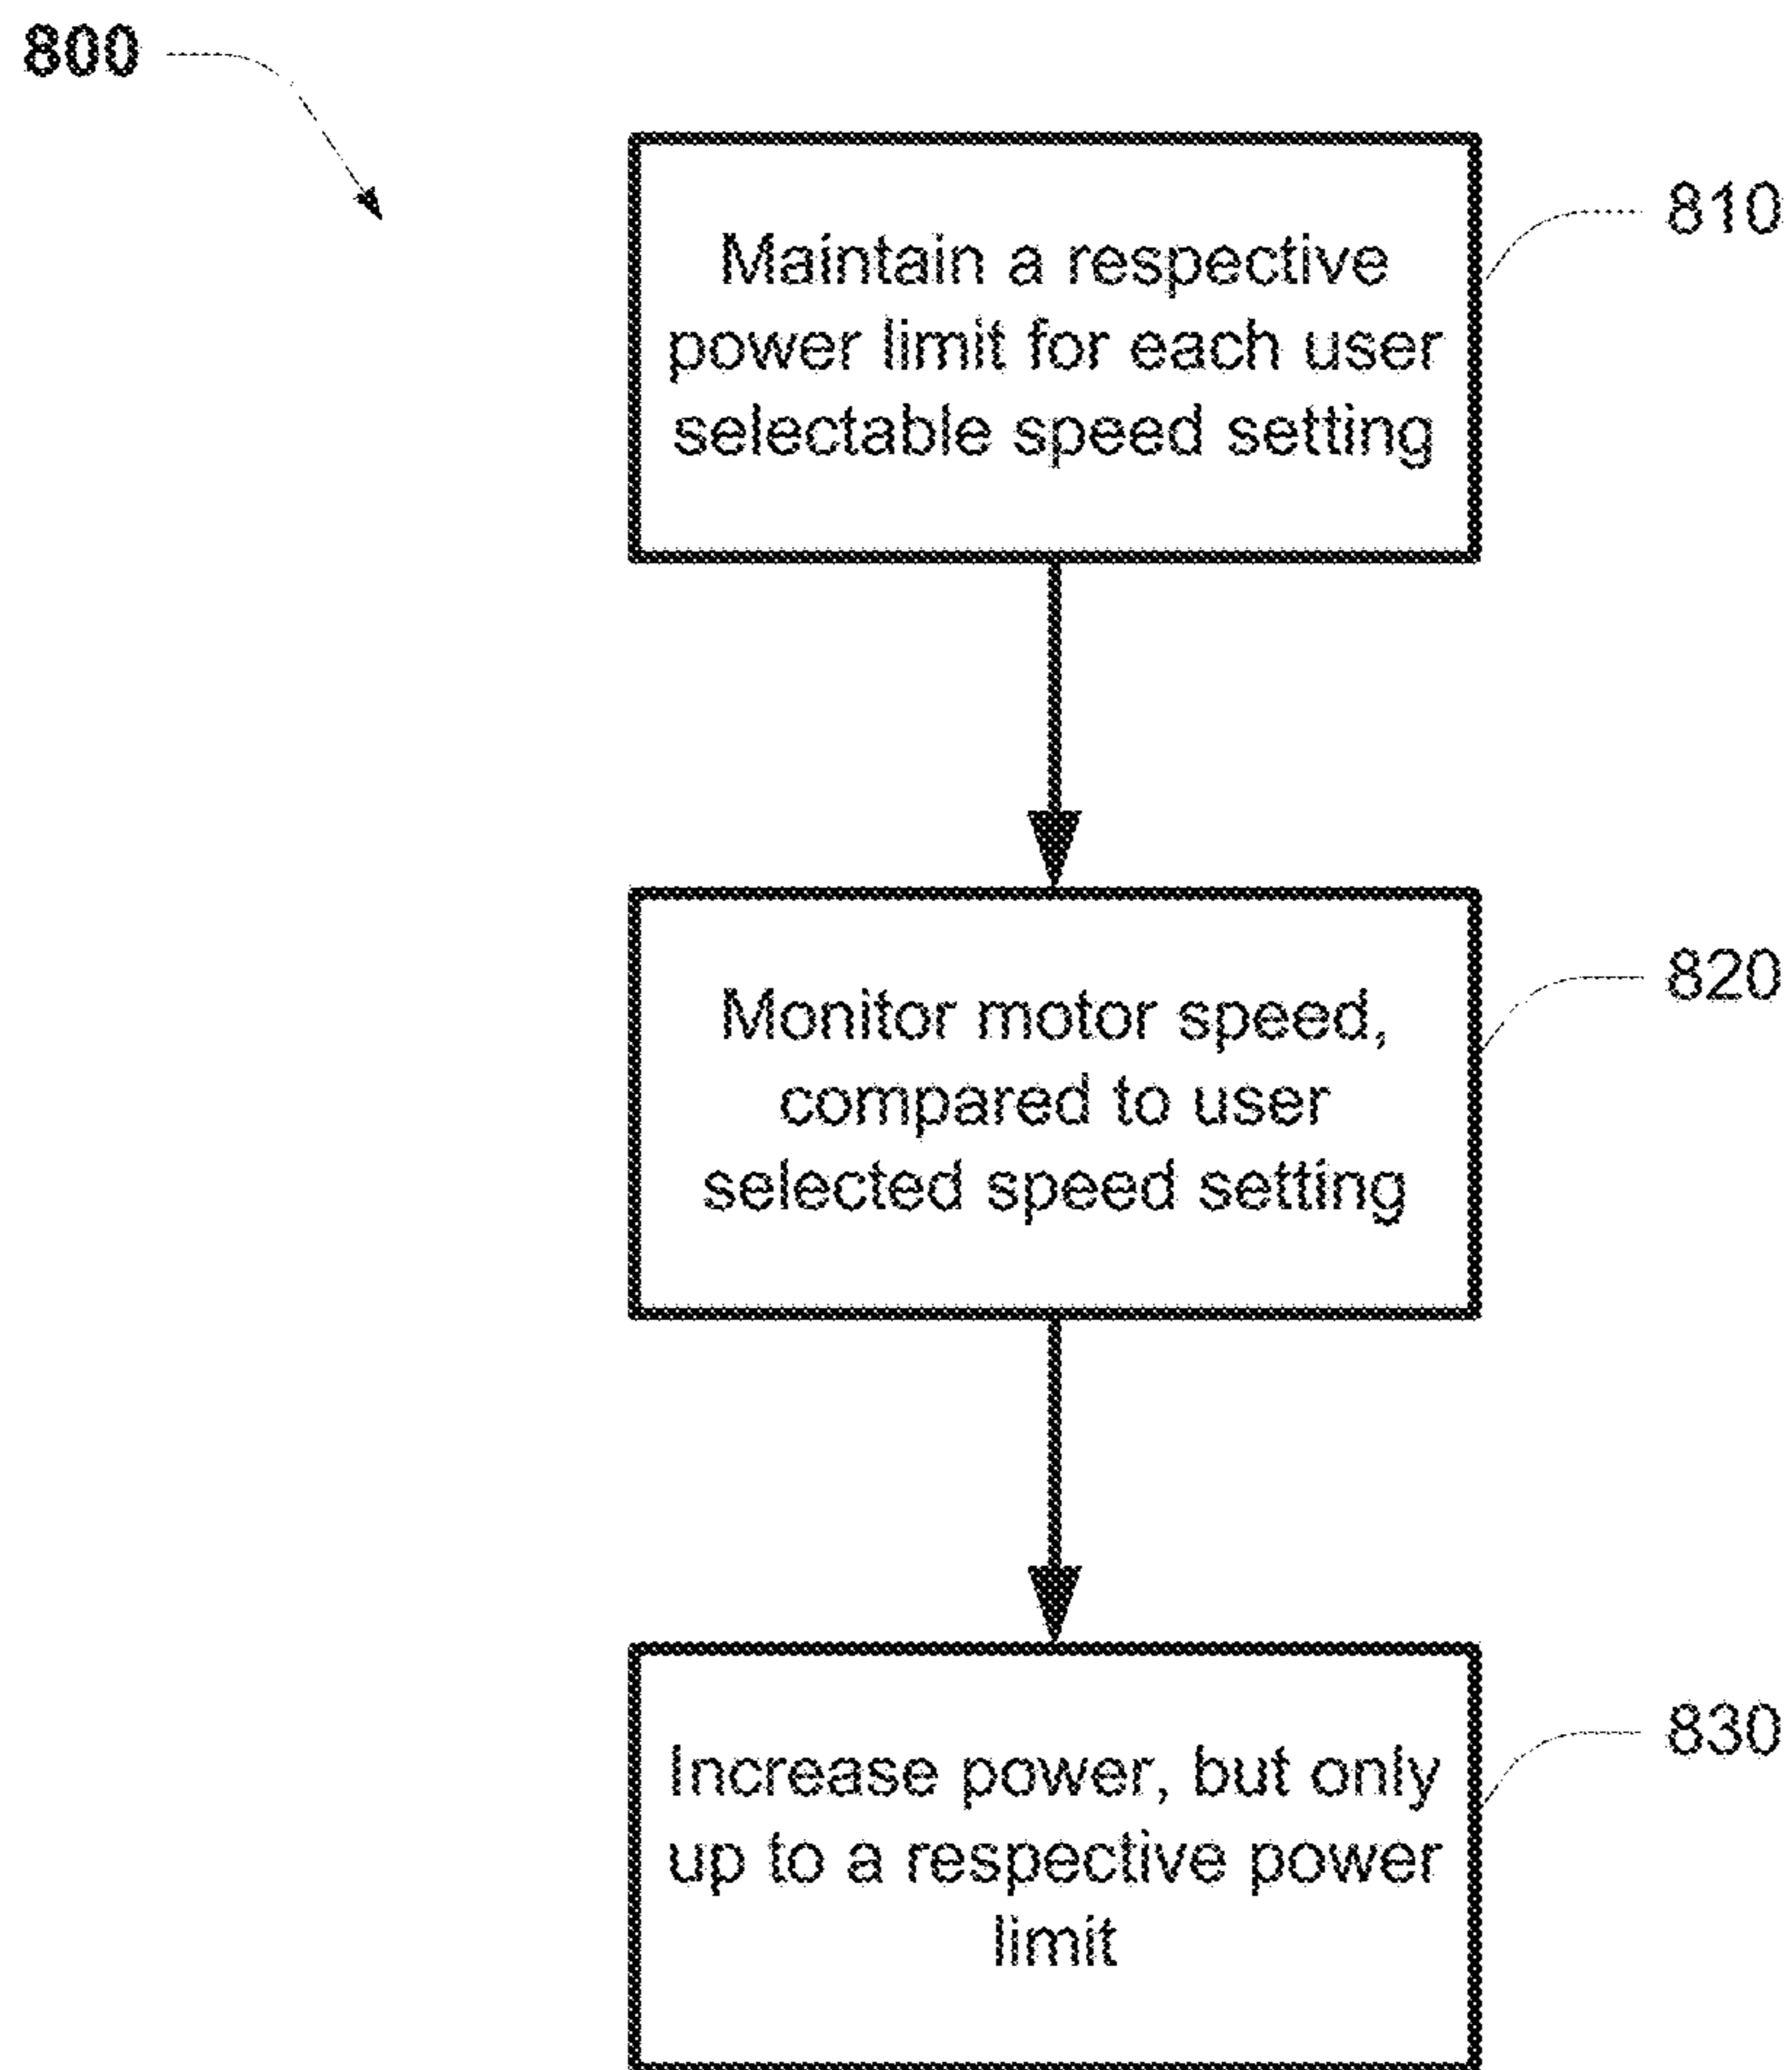 800
810
Maintain a respective
power limit for each user
selectable speed setting
820
Monitor motor speed,
compared to user
selected speed setting
830
Increase power, but only
up to a respective power
limit